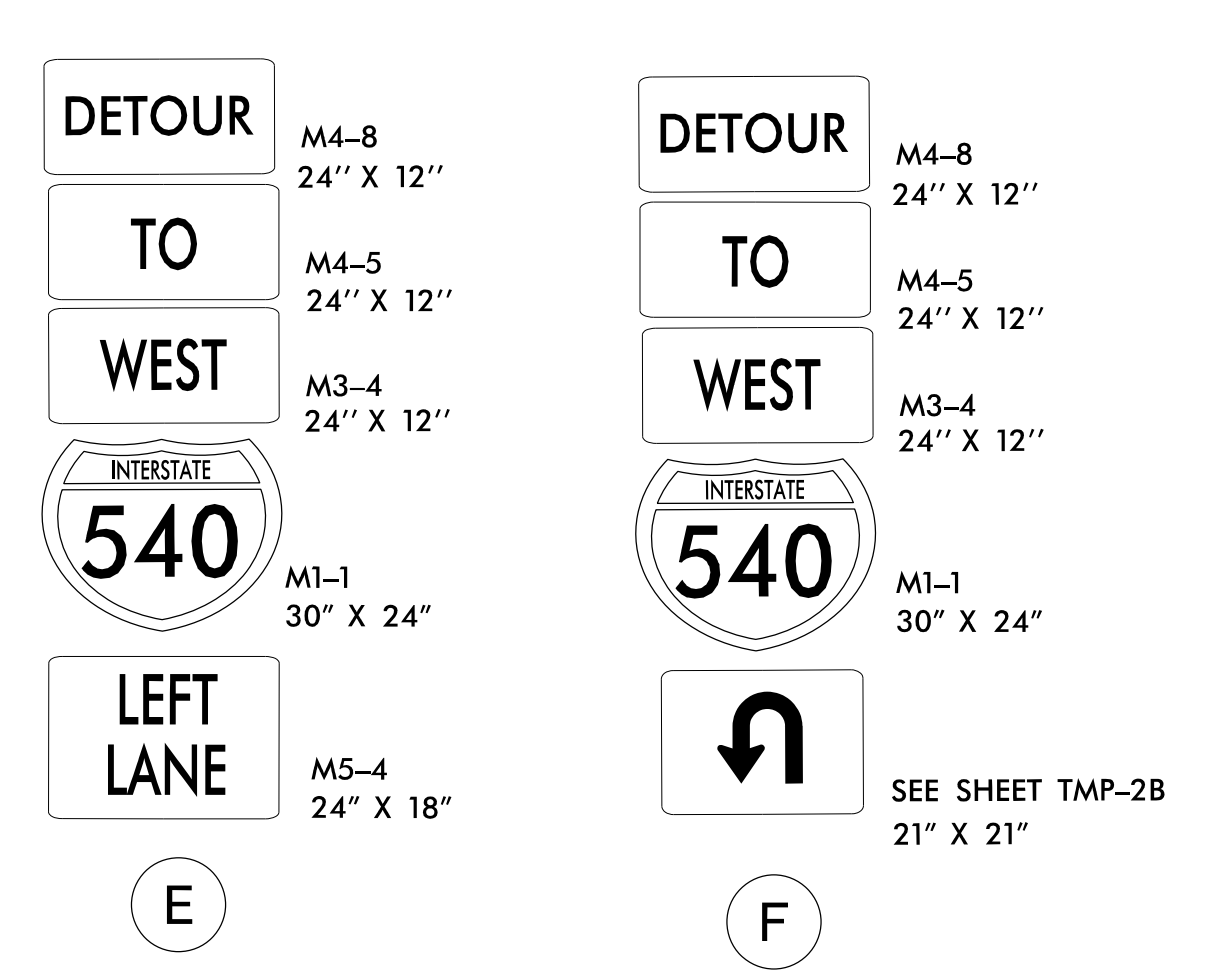 DETOUR
M4–8
24'' X 12''
TO
M4–5
24'' X 12''
WEST
M3–4
24'' X 12''
INTERSTATE
540
M1–1
30" X 24"
LEFT
LANE
M5–4
24" X 18"
E
DETOUR
M4–8
24'' X 12''
TO
M4–5
24'' X 12''
WEST
M3–4
24'' X 12''
INTERSTATE
540
M1–1
30" X 24"
SEE SHEET TMP–2B
21" X 21"
F